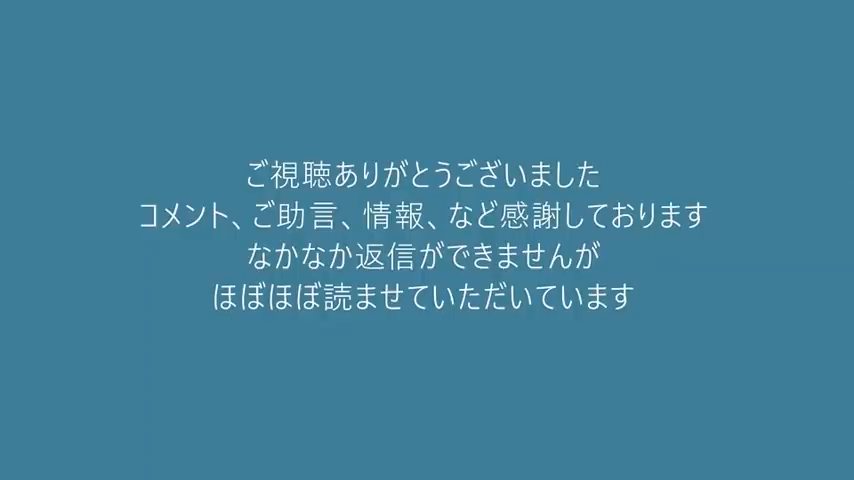 ご視聴ありがとうございました
コメント、ご助言、情報、など感謝しております
なかなか返信ができませんが
ほぼほぼ読ませていただいています